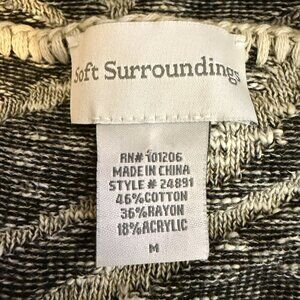 Soft Surroundings
RN# 101206
MADE IN CHINA
STYLE # 24891
46%COTTON
36%RAYON
18%ACRYLIC
M